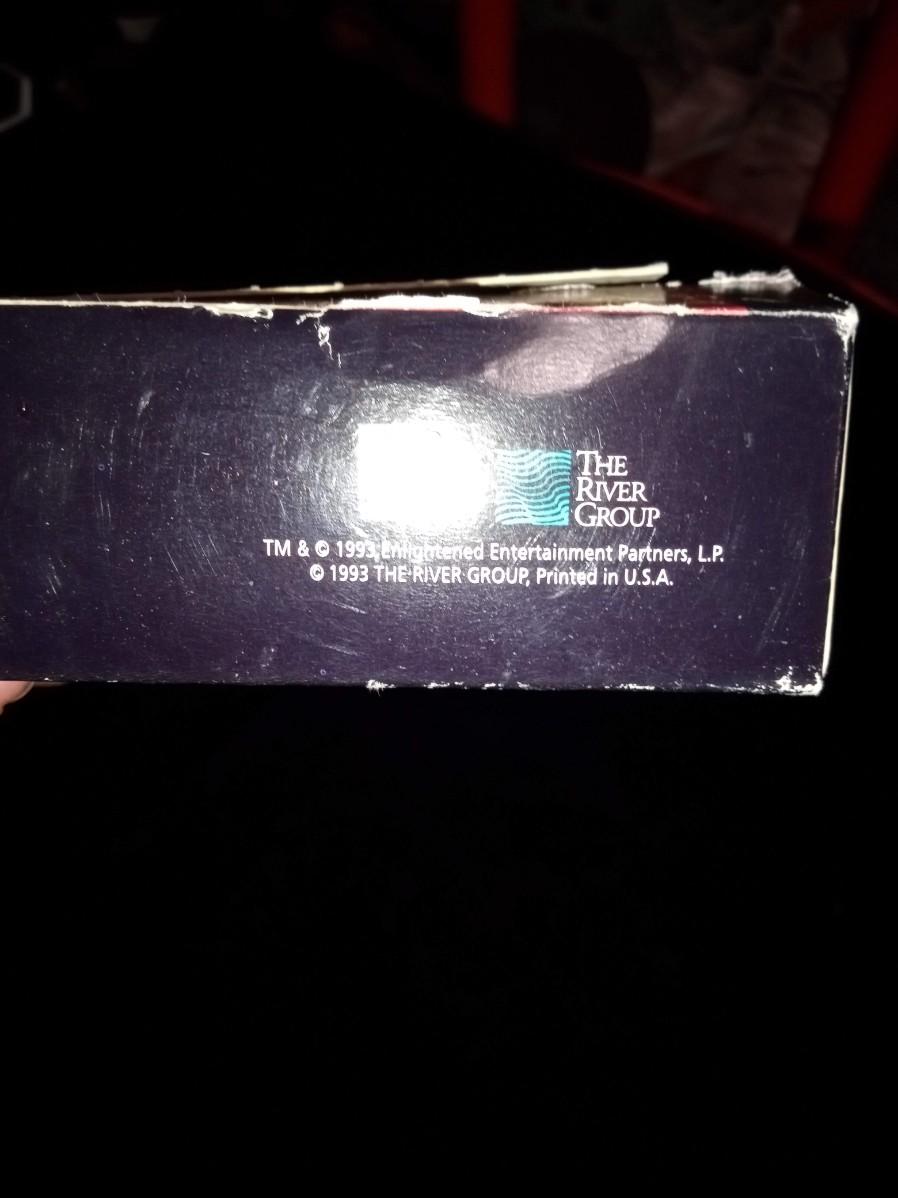 THE
RIVER
GROUP
TM & © 1993 Enlightened Entertainment Partners, L.P.
© 1993 THE RIVER GROUP, Printed in U.S.A.